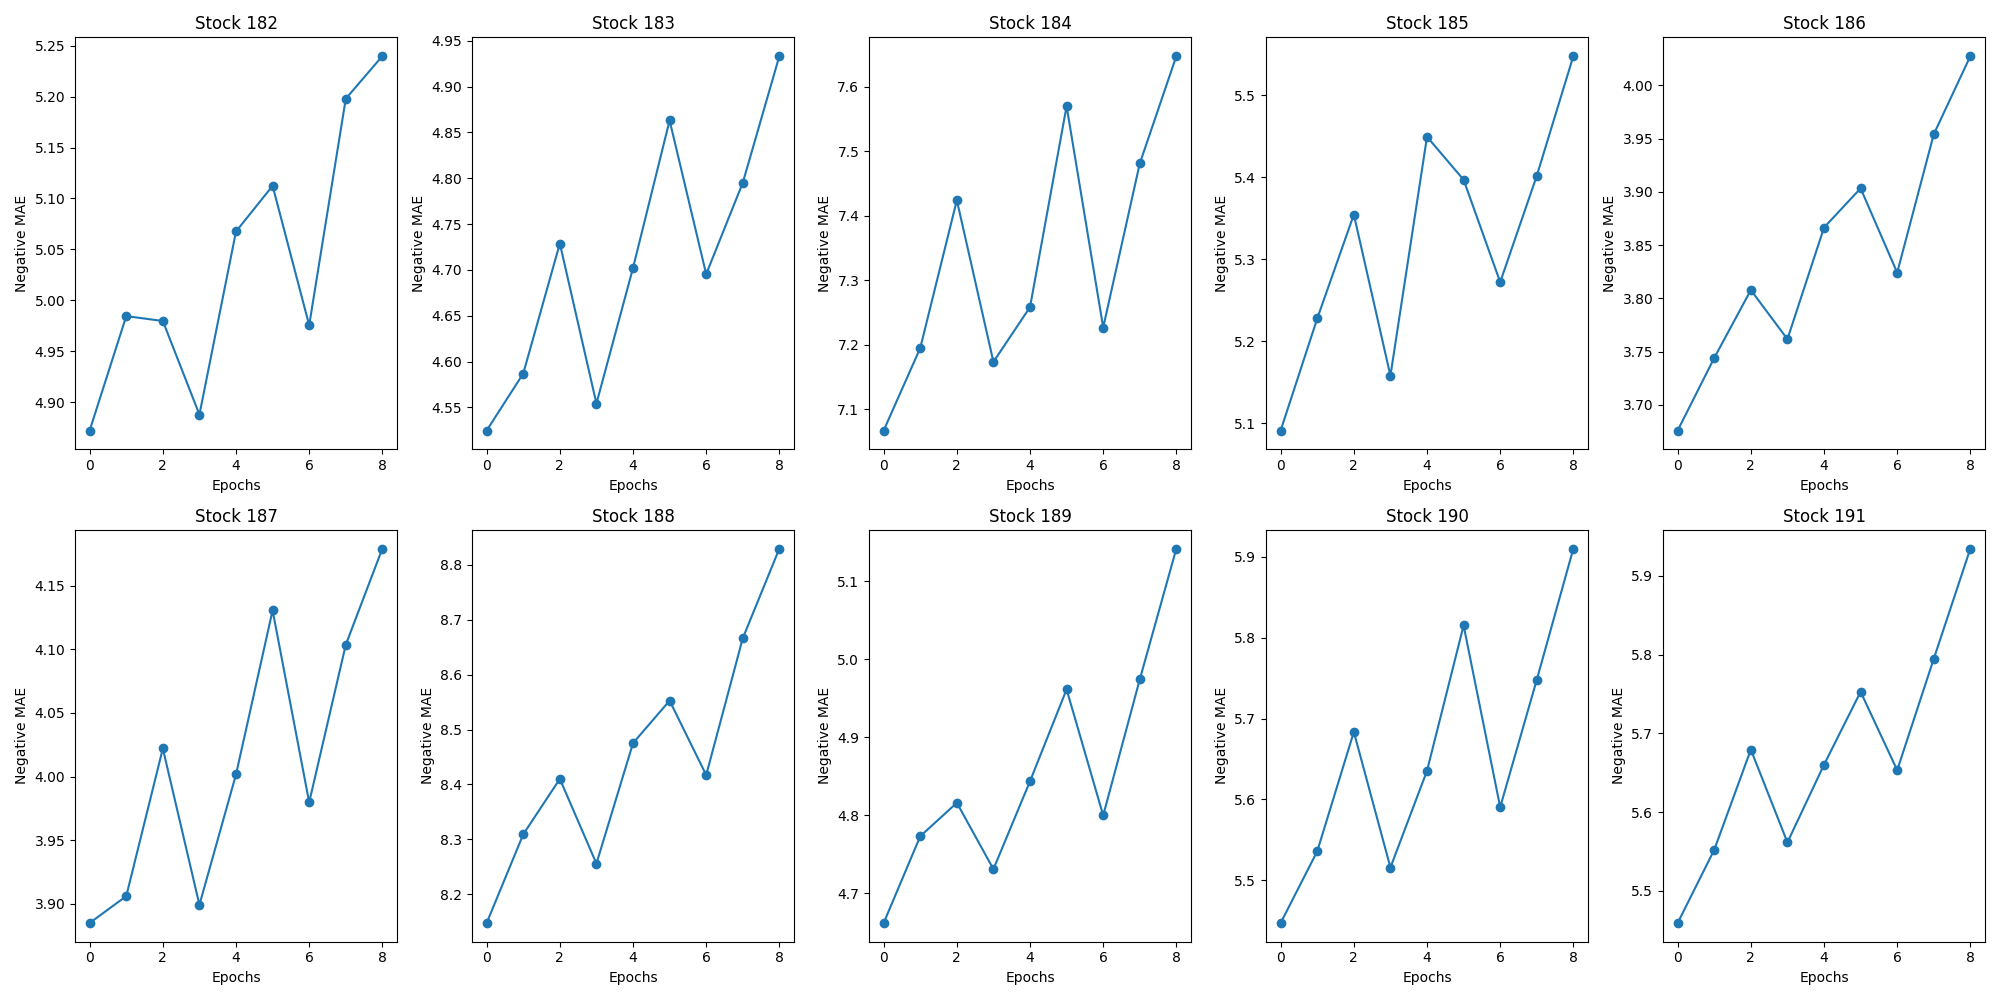 Stock 182
Negative MAE
5.25
5.20
5.15
5.10
5.05
5.00
4.95
4.90
0 2 4 6 8
Epochs
Stock 183
Negative MAE
4.95
4.90
4.85
4.80
4.75
4.70
4.65
4.60
4.55
0 2 4 6 8
Epochs
Stock 184
Negative MAE
7.6
7.5
7.4
7.3
7.2
7.1
0 2 4 6 8
Epochs
Stock 185
Negative MAE
5.5
5.4
5.3
5.2
5.1
0 2 4 6 8
Epochs
Stock 186
Negative MAE
4.00
3.95
3.90
3.85
3.80
3.75
3.70
0 2 4 6 8
Epochs
Stock 187
Negative MAE
4.15
4.10
4.05
4.00
3.95
3.90
0 2 4 6 8
Epochs
Stock 188
Negative MAE
8.8
8.7
8.6
8.5
8.4
8.3
8.2
0 2 4 6 8
Epochs
Stock 189
Negative MAE
5.1
5.0
4.9
4.8
4.7
0 2 4 6 8
Epochs
Stock 190
Negative MAE
5.9
5.8
5.7
5.6
5.5
0 2 4 6 8
Epochs
Stock 191
Negative MAE
5.9
5.8
5.7
5.6
5.5
0 2 4 6 8
Epochs